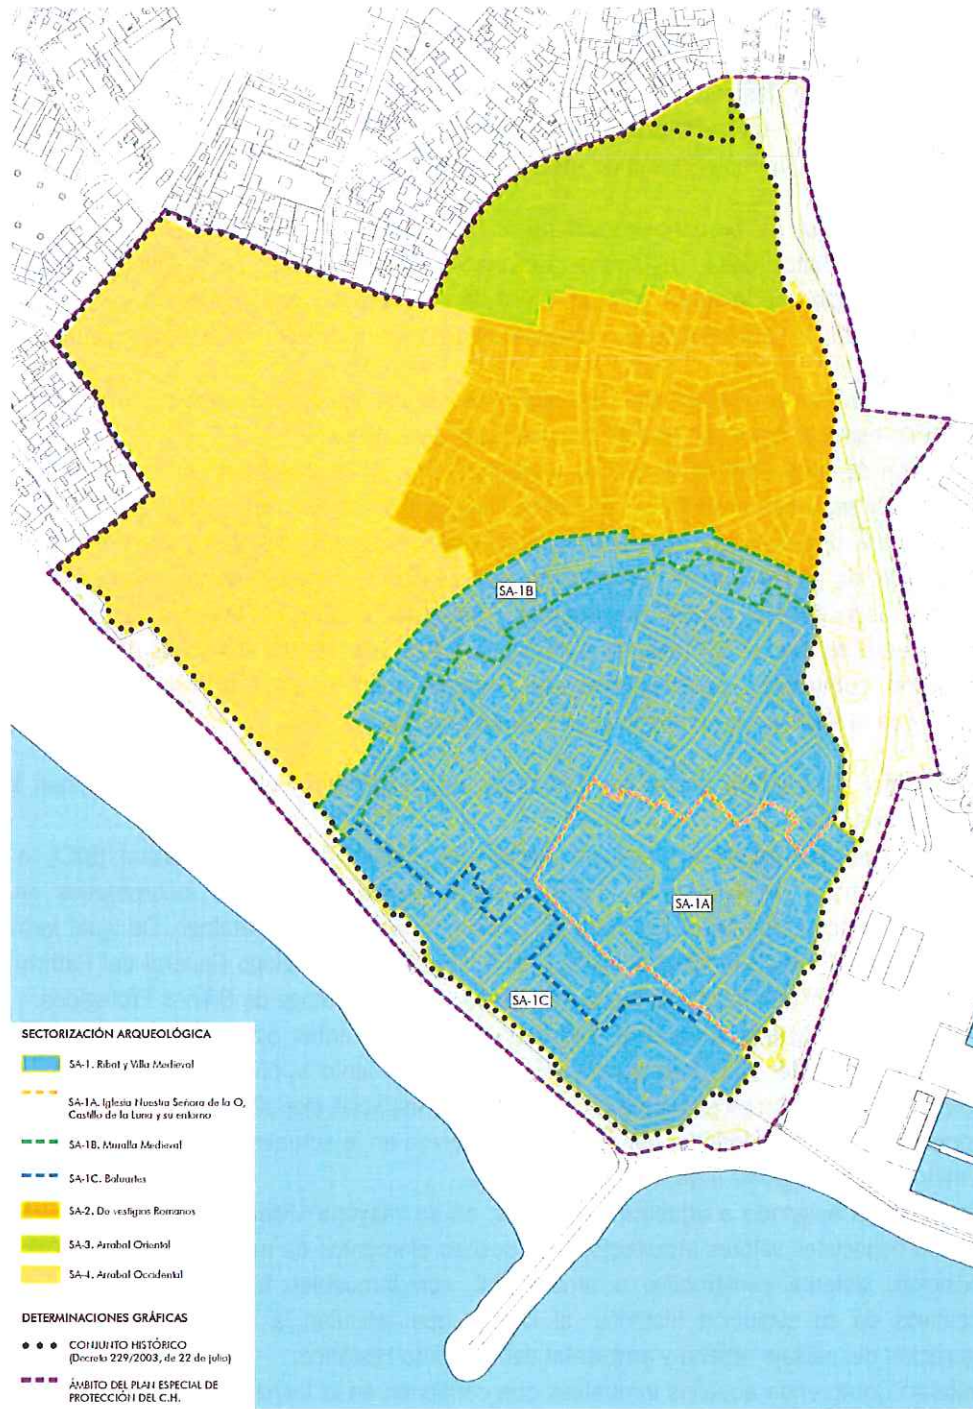 SA-1B
SA-1A
SA-1C
SECTORIZACIÓN ARQUEOLÓGICA
SA-1. Ribat y Villa Medieval
SA-1A. Iglesia Nuestra Señora de la O,
Castillo de la Luna y su entorno
SA-1B. Muralla Medieval
SA-1C. Baluartes
SA-2. De vestigios Romanos
SA-3. Arrabal Oriental
SA-4. Arrabal Occidental
DETERMINACIONES GRÁFICAS
CONJUNTO HISTÓRICO
(Decreto 229/2003, de 22 de julio)
ÁMBITO DEL PLAN ESPECIAL DE
PROTECCIÓN DEL C.H.